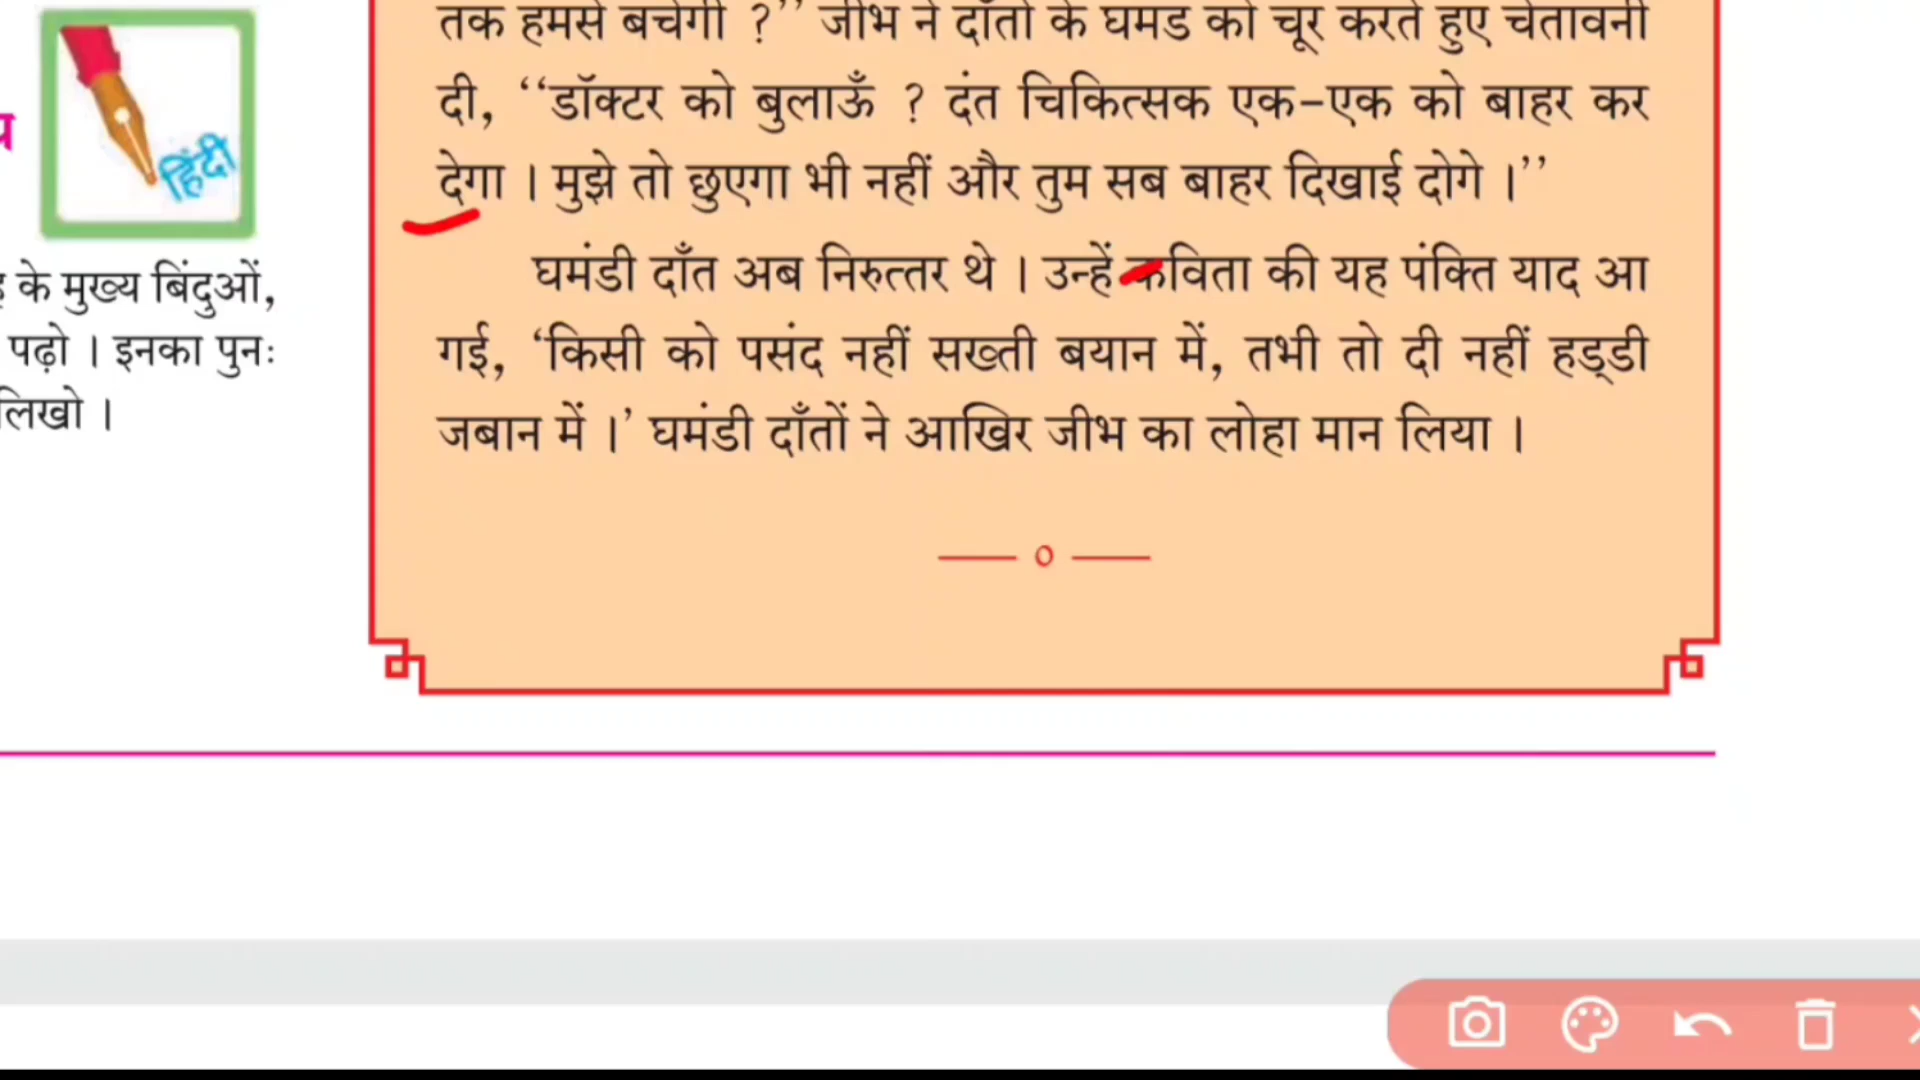 हिंदी
के मुख्य बिंदुओं,
पढ़ो । इनका पुनः
लिखो ।
तक हमसे बचेगी ?’’ जीभ ने दाँतों के घमंड को चूर करते हुए चेतावनी
दी, ‘‘डॉक्टर को बुलाऊँ ? दंत चिकित्सक एक-एक को बाहर कर
देगा । मुझे तो छुएगा भी नहीं और तुम सब बाहर दिखाई दोगे ।’’
घमंडी दाँत अब निरुत्तर थे । उन्हें कविता की यह पंक्ति याद आ
गई, ‘किसी को पसंद नहीं सख्ती बयान में, तभी तो दी नहीं हड्डी
जबान में ।’ घमंडी दाँतों ने आखिर जीभ का लोहा मान लिया ।